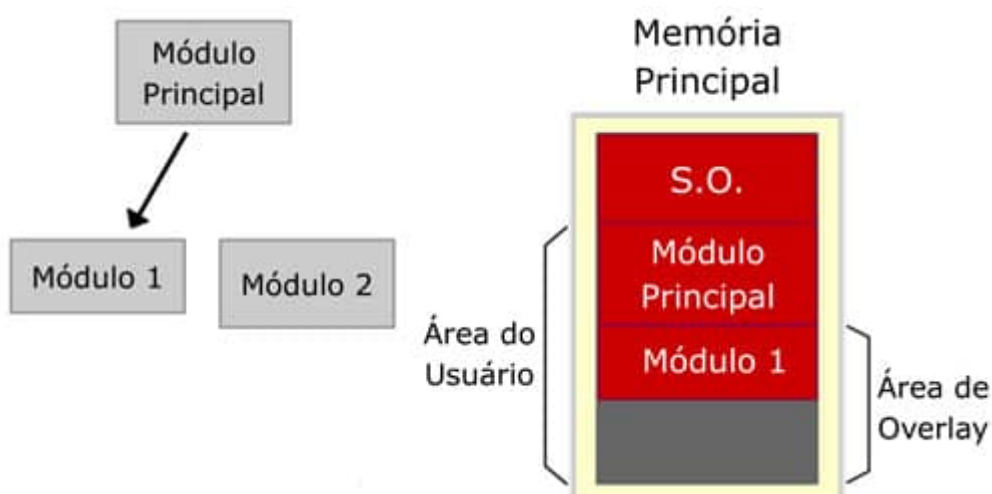 Módulo
Principal
Módulo 1
Módulo 2
Memória
Principal
S.O.
Módulo
Principal
Módulo 1
Área do
Usuário
Área de
Overlay